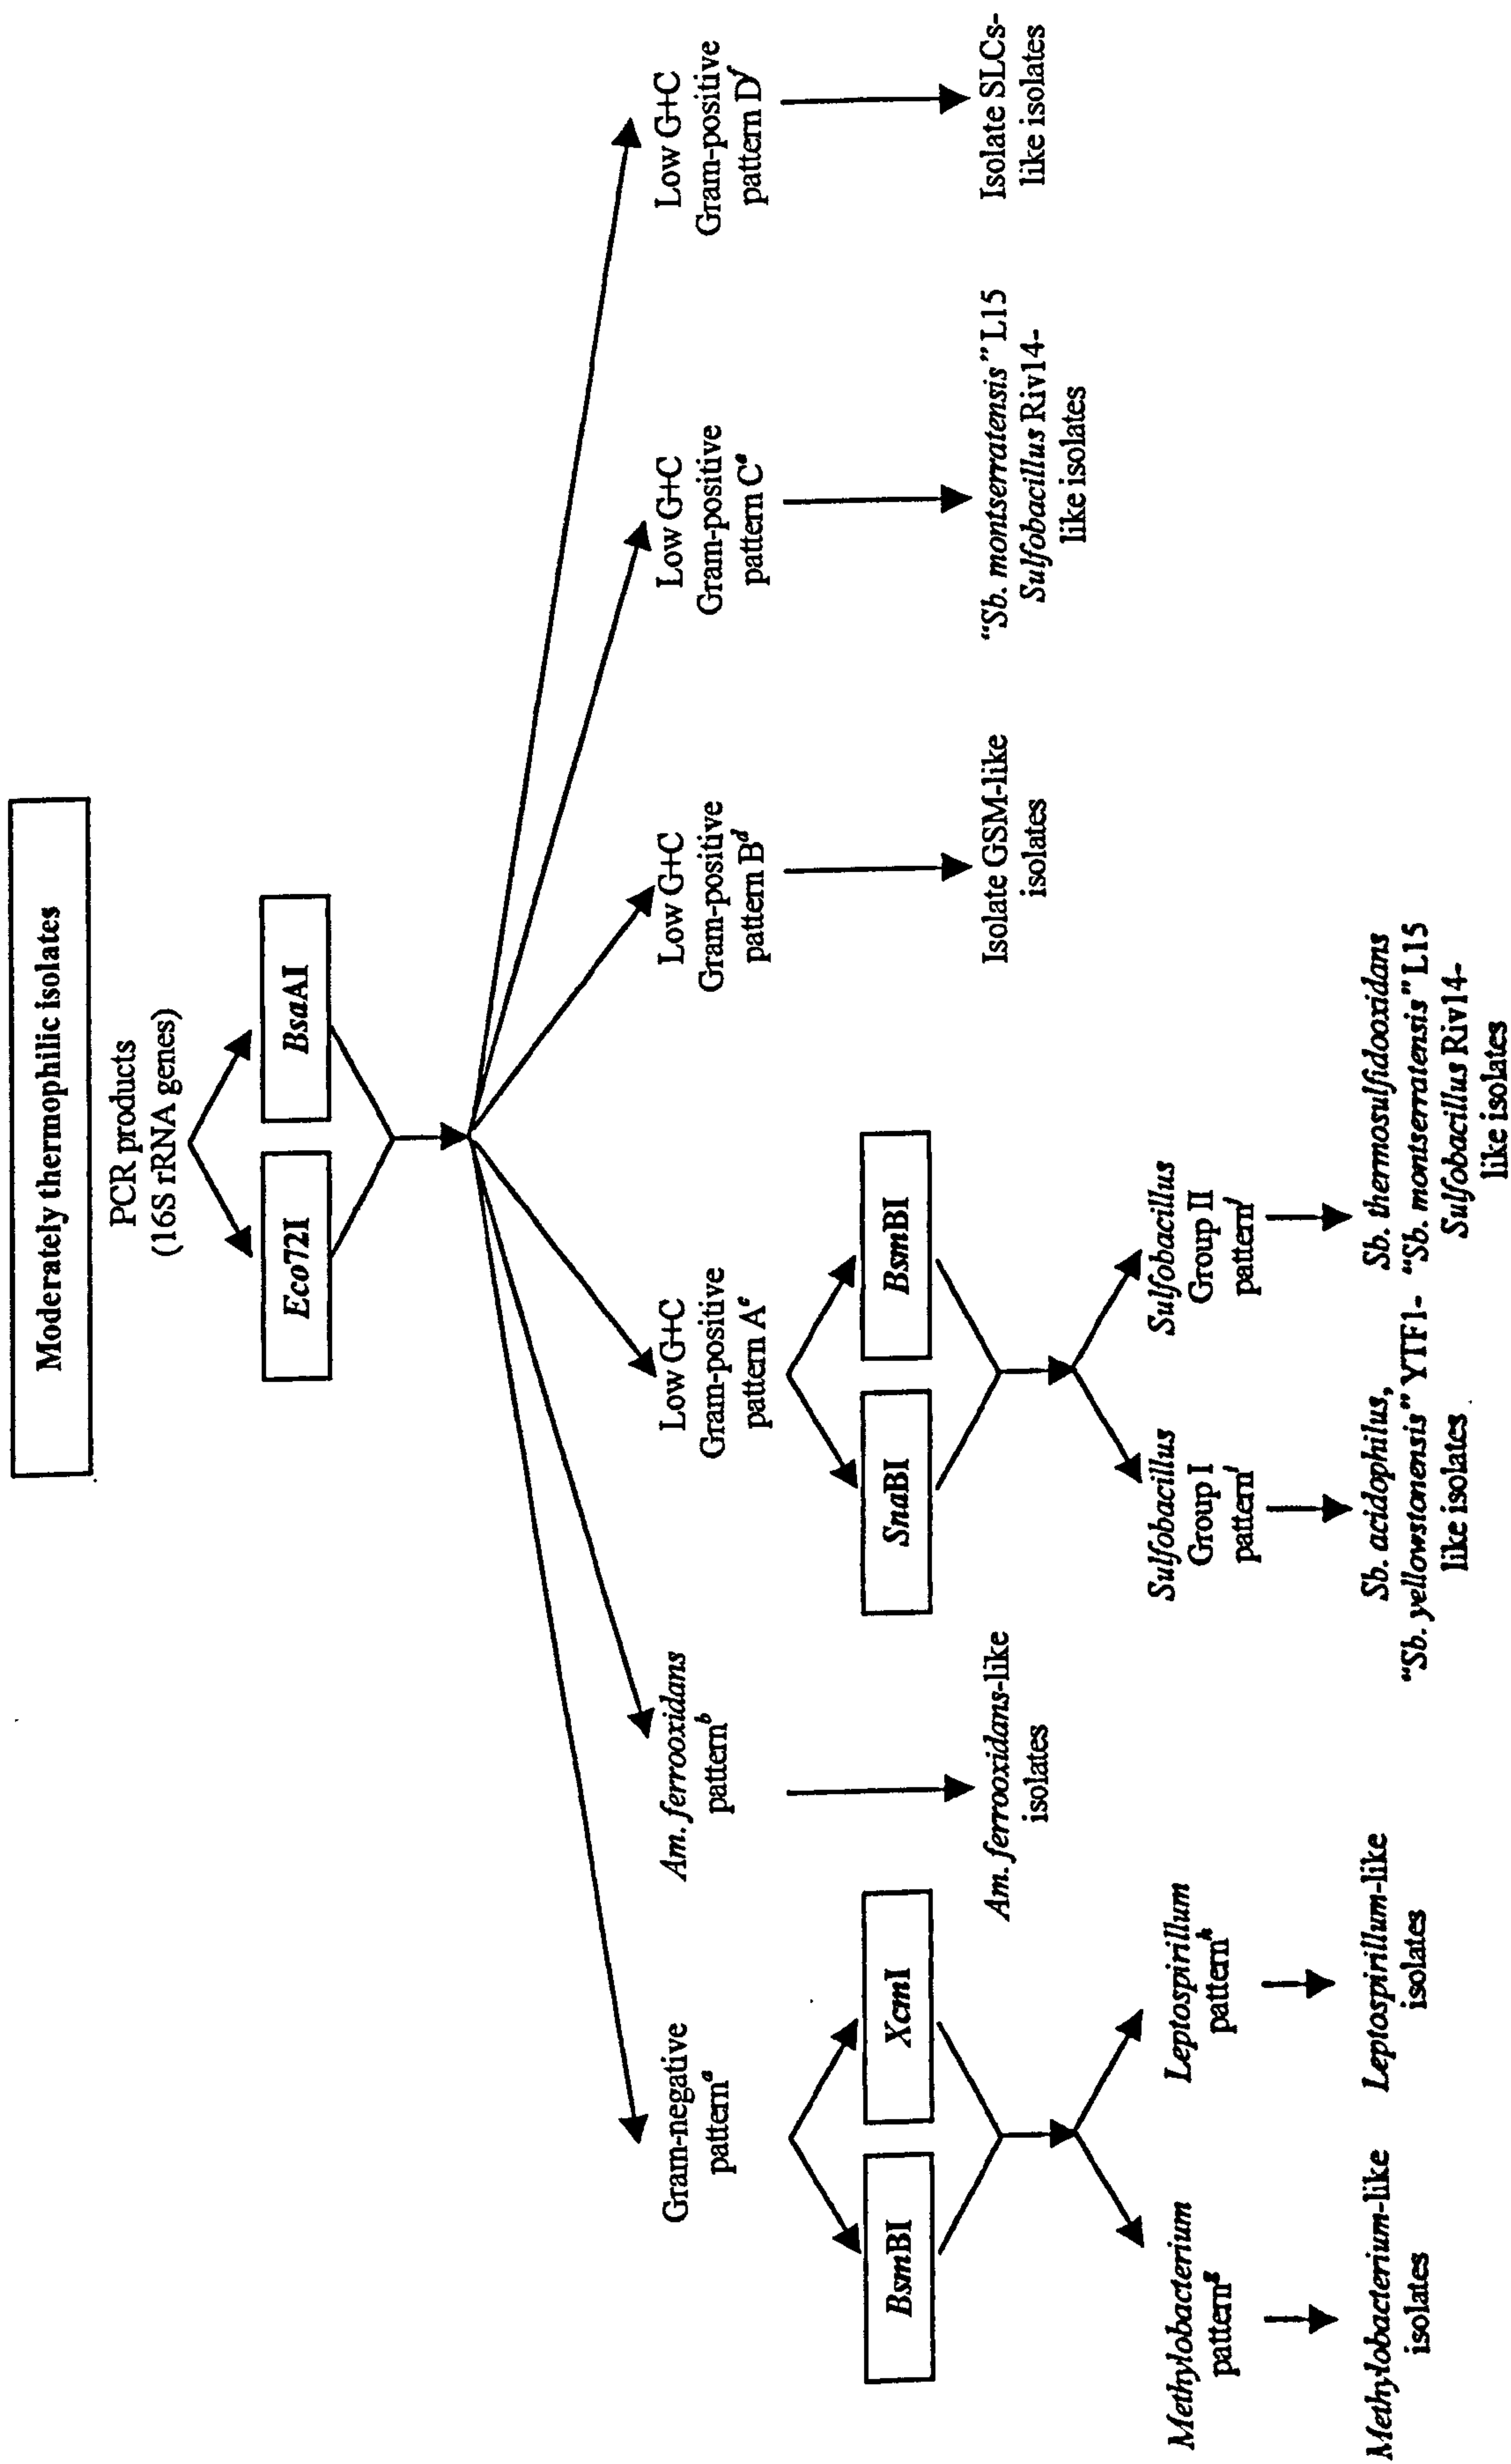 Moderately thermophilic isolates
PCR products
(16S rRNA genes)
Eco72I
BsaAI
Gram-negative
pattern^a
Am. ferrooxidans
pattern^b
Low G+C
Gram-positive
pattern A^c
Low G+C
Gram-positive
pattern B^d
Low G+C
Gram-positive
pattern C^e
Low G+C
Gram-positive
pattern D^f
BsmBI
XcmI
Am. ferrooxidans-like
isolates
SnaBI
BsmBI
Isolate GSM-like
isolates
"Sb. montserratensis" L15
Sulfobacillus Riv14-
like isolates
Isolate SLCs-
like isolates
Methylobacterium
pattern^g
Leptospirillum
pattern^h
Sulfobacillus
Group I
pattern^i
Sulfobacillus
Group II
pattern^j
Methylobacterium-like
isolates
Leptospirillum-like
isolates
Sb. acidophilus,
"Sb. yellowstonensis" YTF1-
like isolates
Sb. thermosulfidooxidans
"Sb. montserratensis" L15
Sulfobacillus Riv14-
like isolates